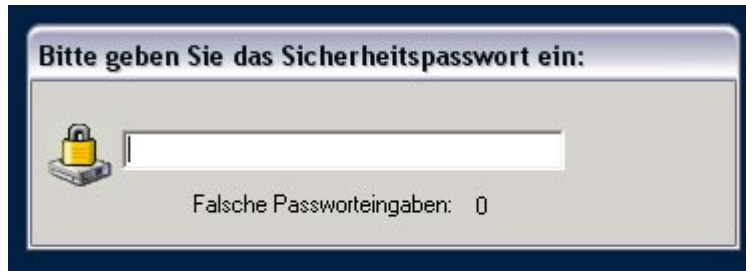 Bitte geben Sie das Sicherheitspasswort ein:
Falsche Passworteingaben: 0